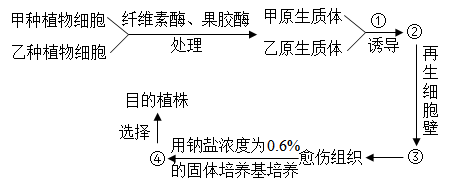 甲种植物细胞 纤维素酶、果胶酶 甲原生质体 ① ②
乙种植物细胞 处理 乙原生质体 诱导
再生细胞壁
目的植株
选择 用钠盐浓度为0.6%
④ 的固体培养基培养 愈伤组织 ③